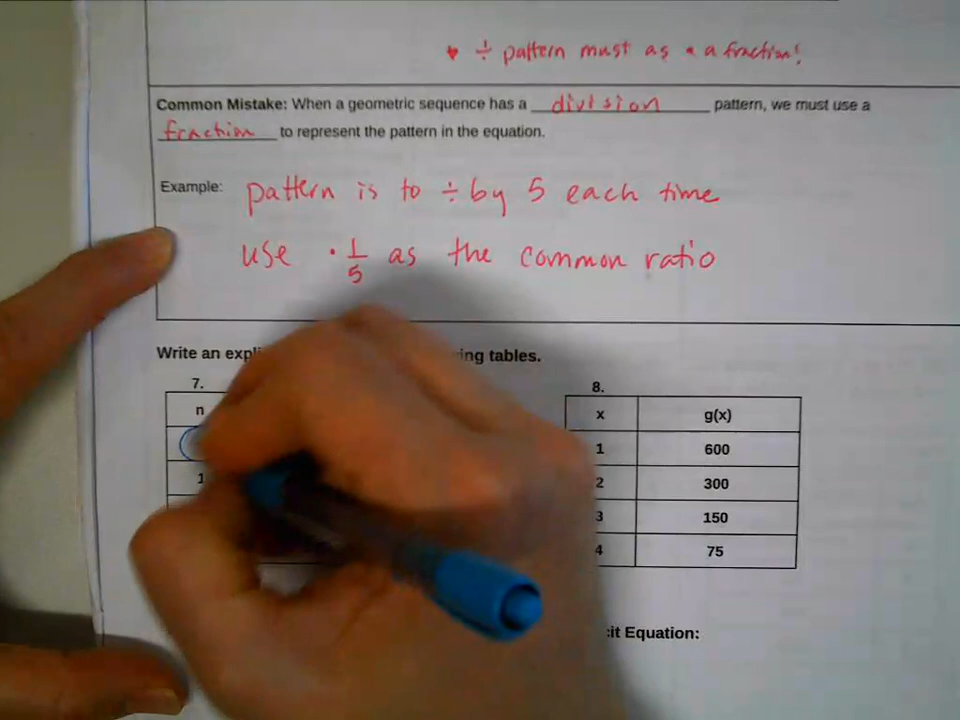 ♥ ÷ pattern must as a a fraction!
Common Mistake: When a geometric sequence has a division pattern, we must use a
fraction to represent the pattern in the equation.
Example: pattern is to ÷ by 5 each time
use · 1/5 as the common ratio
Write an ing tables.
7. 8.
n x g(x)
1 600
1 2 300
3 150
4 75
Equation: